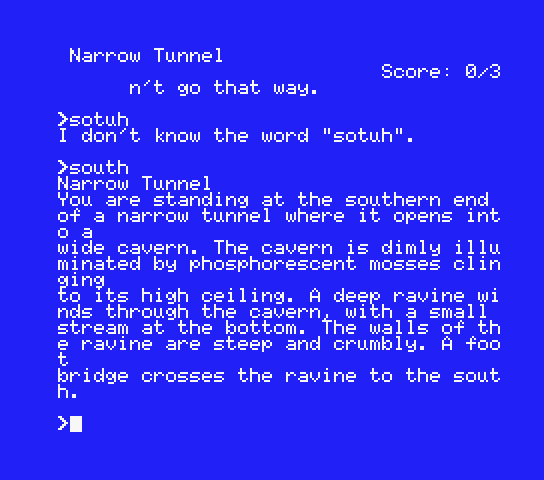 Narrow Tunnel
Score: 0/3
n't go that way.
>sotuh
I don't know the word "sotuh".
>south
Narrow Tunnel
You are standing at the southern end
of a narrow tunnel where it opens int
o a
wide cavern. The cavern is dimly illu
minated by phosphorescent mosses clin
ging
to its high ceiling. A deep ravine wi
nds through the cavern, with a small
stream at the bottom. The walls of th
e ravine are steep and crumbly. A foo
t
bridge crosses the ravine to the sout
h.
>